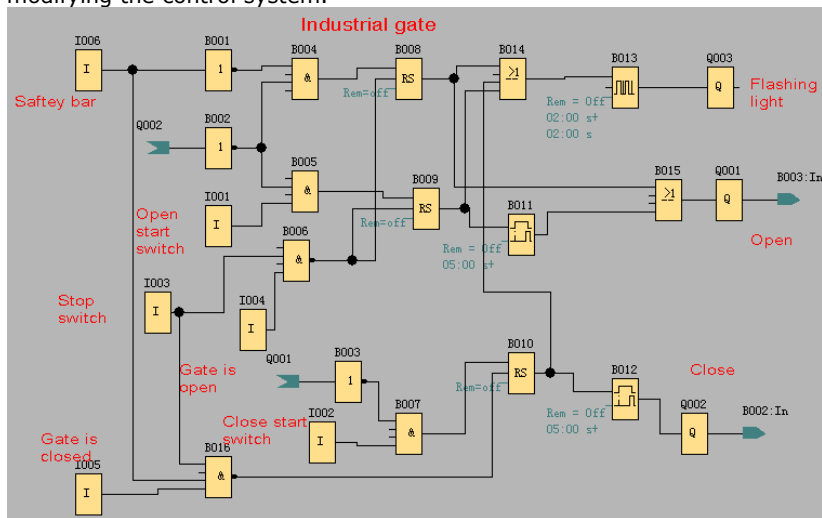 modifying the control system.
Industrial gate
I006
B001
B004
B008
B014
B013
Q003
I
1
&
RS
≥1
Q
Saftey bar
Rem=off
Rem = Off
02:00 s+
02:00 s
Flashing
light
Q002
B002
1
B005
&
B009
RS
B015
≥1
Q001
Q
B003:In
I001
I
Open
start
switch
Rem=off
B011
Rem = Off
05:00 s+
Open
B006
&
I003
I
Stop
switch
I004
I
Gate is
open
Q001
B003
1
B010
RS
Rem=off
B012
Rem = Off
05:00 s+
Close
Q002
Q
B002:In
I002
I
Close start
switch
B007
&
Gate is
closed
I005
I
B016
&